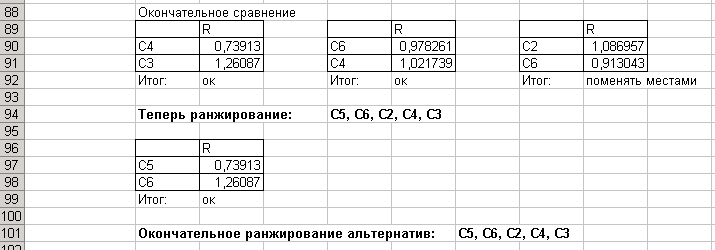 88 Окончательное сравнение
89 R R R
90 C4 0,73913 C6 0,978261 C2 1,086957
91 C3 1,26087 C4 1,021739 C6 0,913043
92 Итог: ок Итог: ок Итог: поменять местами
93
94 Теперь ранжирование: C5, C6, C2, C4, C3
95
96 R
97 C5 0,73913
98 C6 1,26087
99 Итог: ок
100
101 Окончательное ранжирование альтернатив: C5, C6, C2, C4, C3